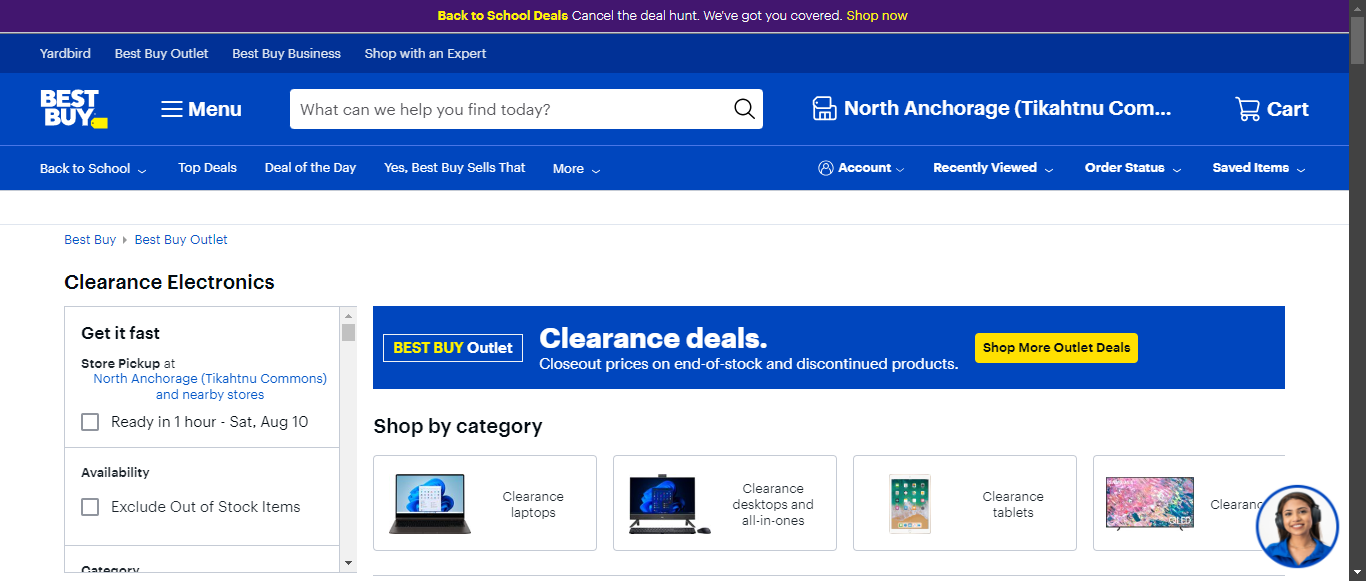 Back to School Deals Cancel the deal hunt. We've got you covered. Shop now
Yardbird Best Buy Outlet Best Buy Business Shop with an Expert
BEST BUY
Menu
What can we help you find today?
North Anchorage (Tikahtnu Com...
Cart
Back to School Top Deals Deal of the Day Yes, Best Buy Sells That More
Account Recently Viewed Order Status Saved Items
Best Buy Best Buy Outlet
Clearance Electronics
Get it fast
Store Pickup at
North Anchorage (Tikahtnu Commons)
and nearby stores
Ready in 1 hour - Sat, Aug 10
Availability
Exclude Out of Stock Items
Category
BEST BUY Outlet
Clearance deals.
Closeout prices on end-of-stock and discontinued products.
Shop More Outlet Deals
Shop by category
Clearance
laptops
Clearance
desktops and
all-in-ones
Clearance
tablets
QLED